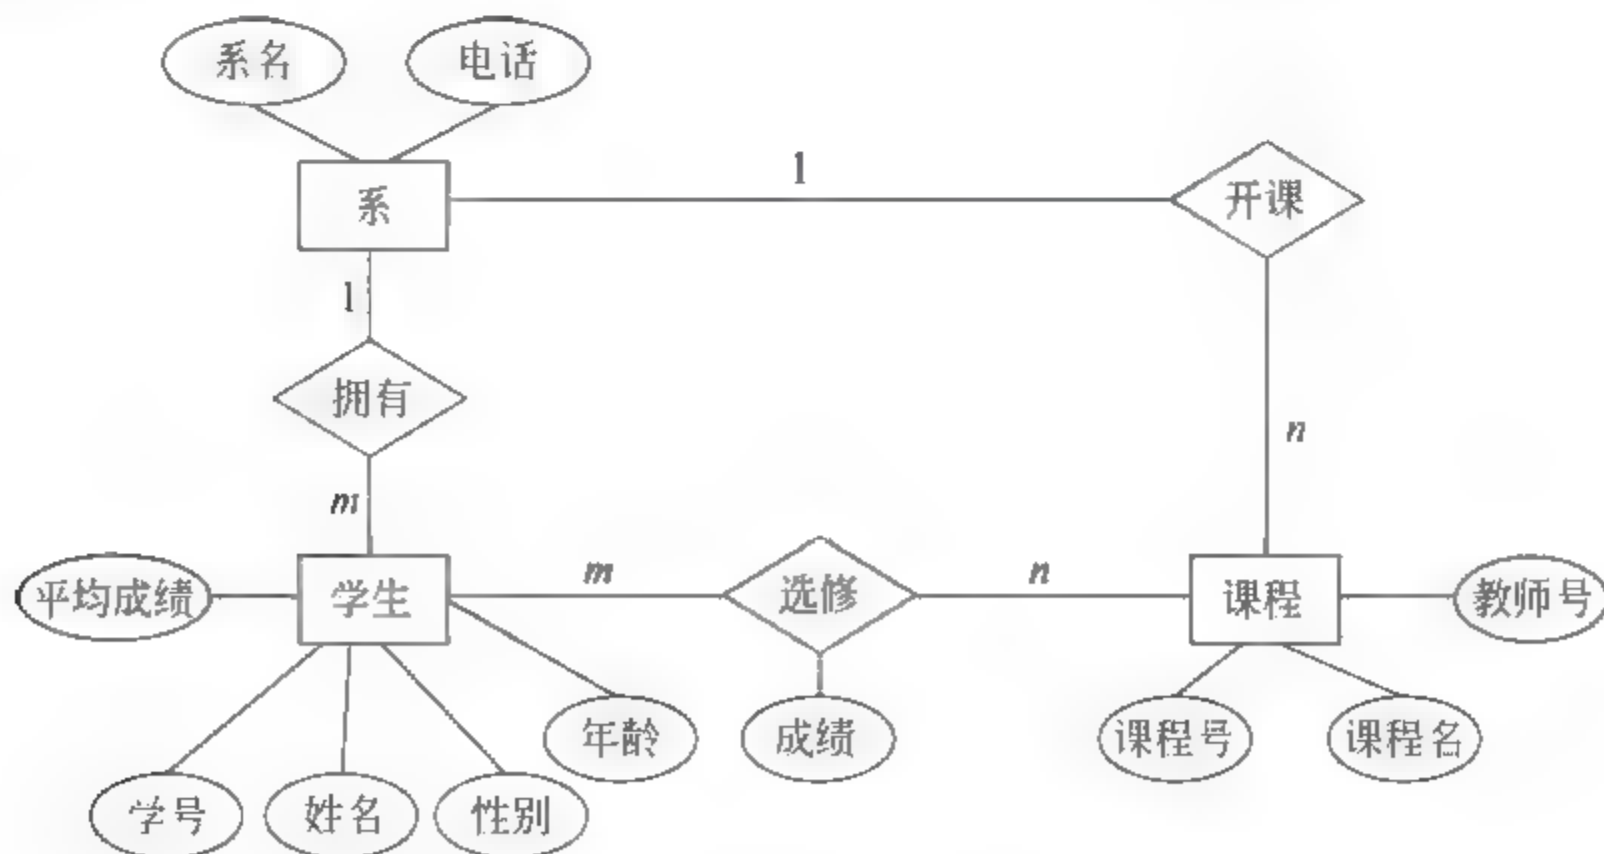 系名
电话
系
1
开课
1
拥有
n
m
平均成绩
学生
m
选修
n
课程
教师号
年龄
成绩
课程号
课程名
学号
姓名
性别